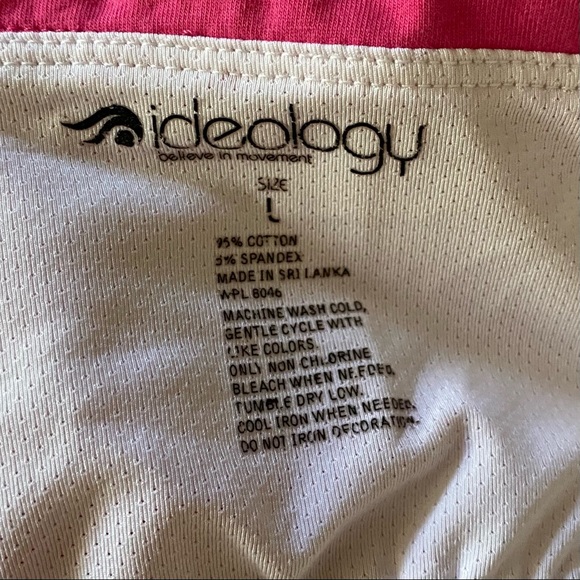 ideology
believe in movement
SIZE
L
95% COTTON
5% SPANDEX
MADE IN SRI LANKA
A-PL 8046
MACHINE WASH COLD,
GENTLE CYCLE WITH
LIKE COLORS.
ONLY NON CHLORINE
BLEACH WHEN NEEDED,
TUMBLE DRY LOW.
COOL IRON WHEN NEEDED,
DO NOT IRON DECORATION.